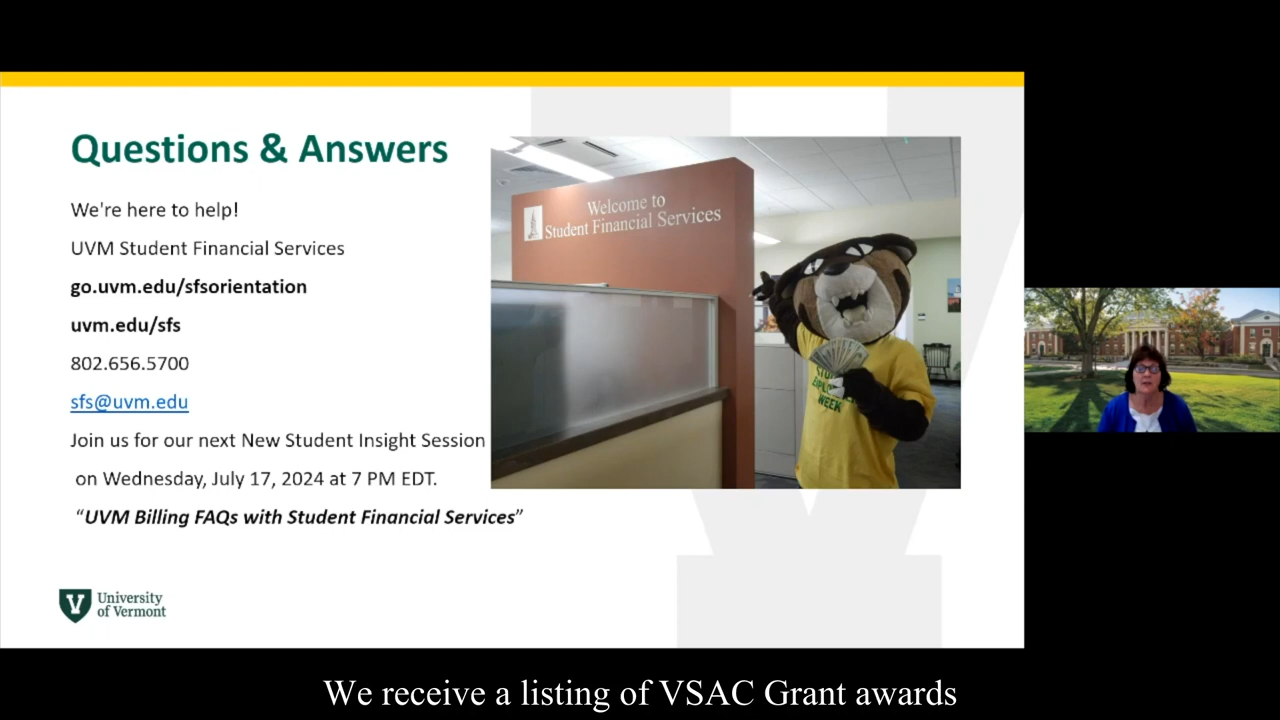 Questions & Answers
We're here to help!
UVM Student Financial Services
go.uvm.edu/sfsorientation
uvm.edu/sfs
802.656.5700
sfs@uvm.edu
Join us for our next New Student Insight Session
on Wednesday, July 17, 2024 at 7 PM EDT.
“UVM Billing FAQs with Student Financial Services”
Welcome to
Student Financial Services
WEEK
University
of Vermont
We receive a listing of VSAC Grant awards